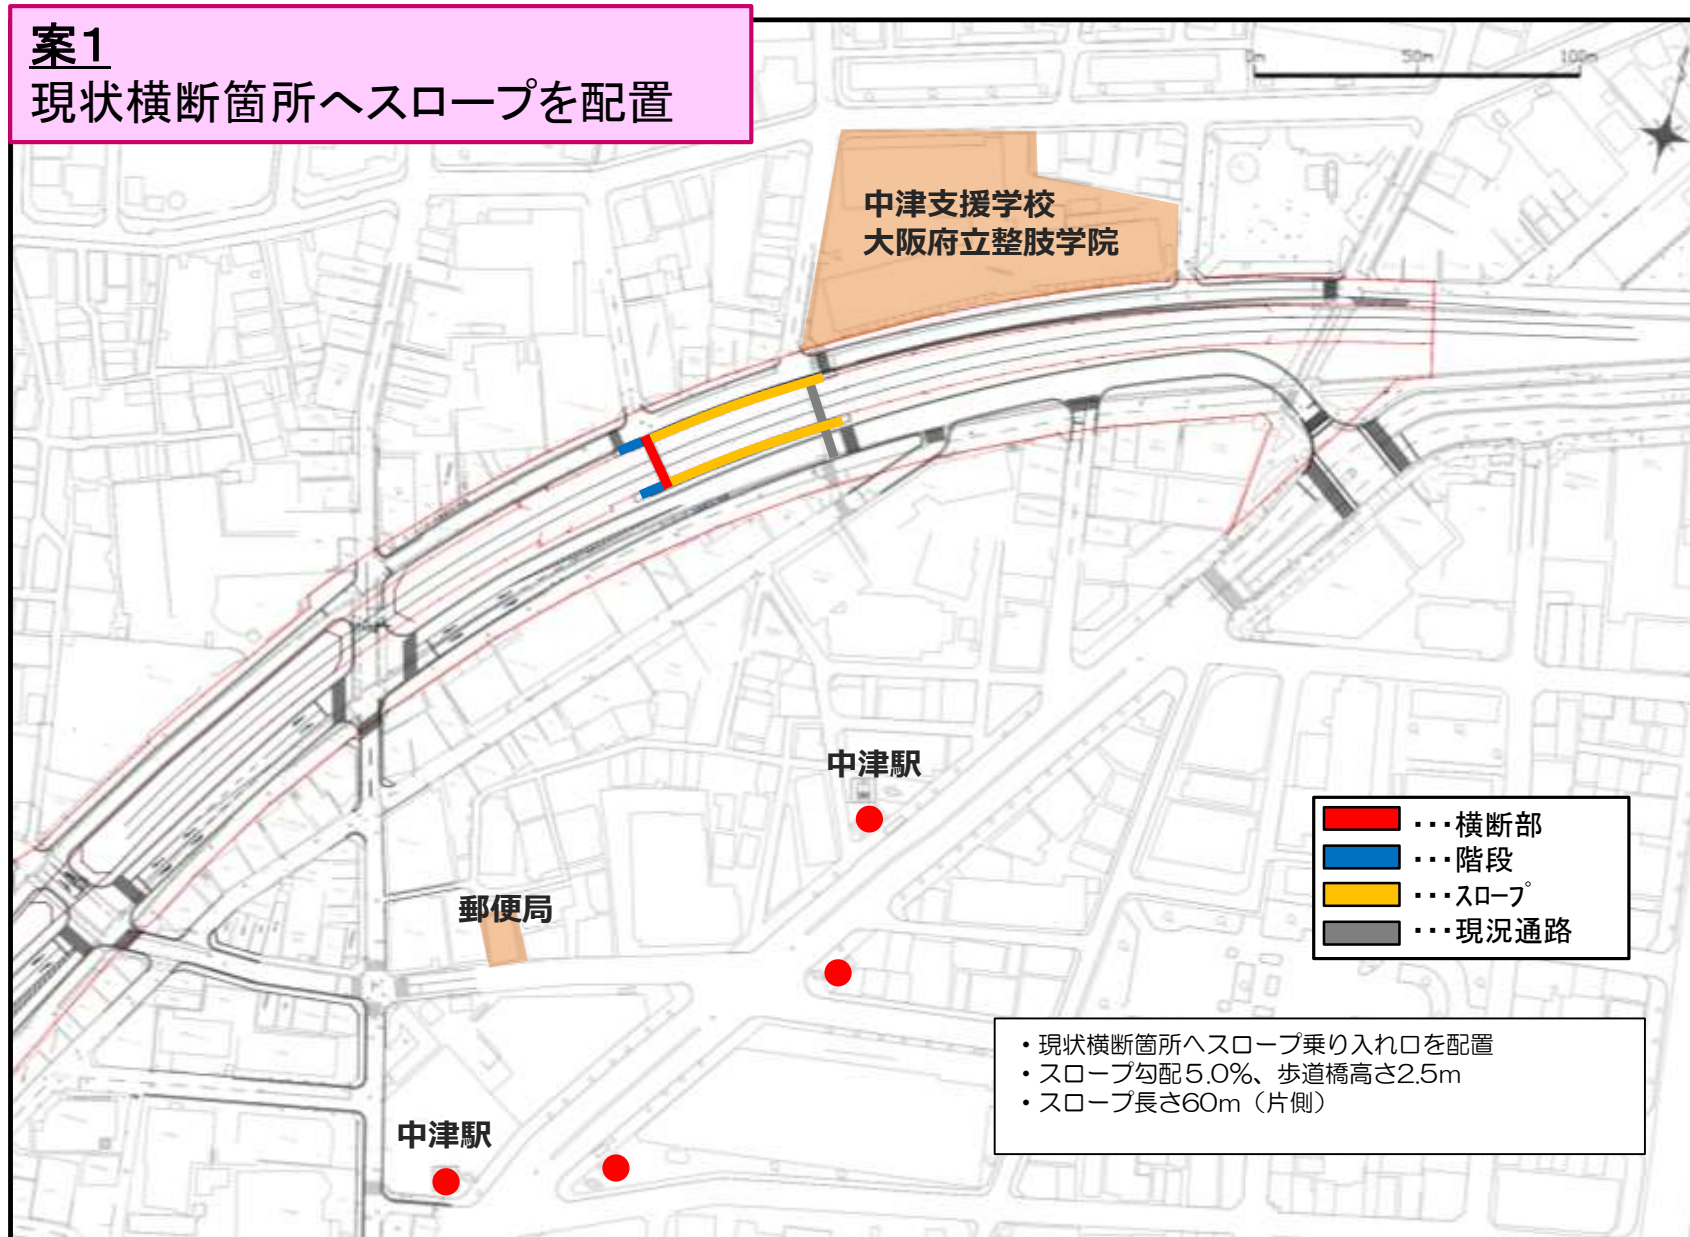 案1
現状横断箇所へスロープを配置
0m 50m 100m
中津支援学校
大阪府立整肢学院
中津駅
・・・横断部
・・・階段
・・・ｽﾛｰﾌﾟ
・・・現況通路
郵便局
・現状横断箇所へスロープ乗り入れ口を配置
・スロープ勾配5.0%、歩道橋高さ2.5m
・スロープ長さ60m（片側）
中津駅